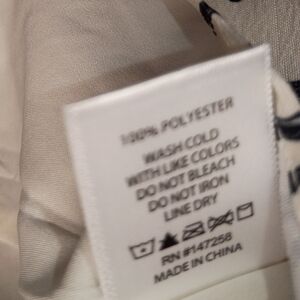 100% POLYESTER
WASH COLD
WITH LIKE COLORS
DO NOT BLEACH
DO NOT IRON
LINE DRY
RN #147258
MADE IN CHINA